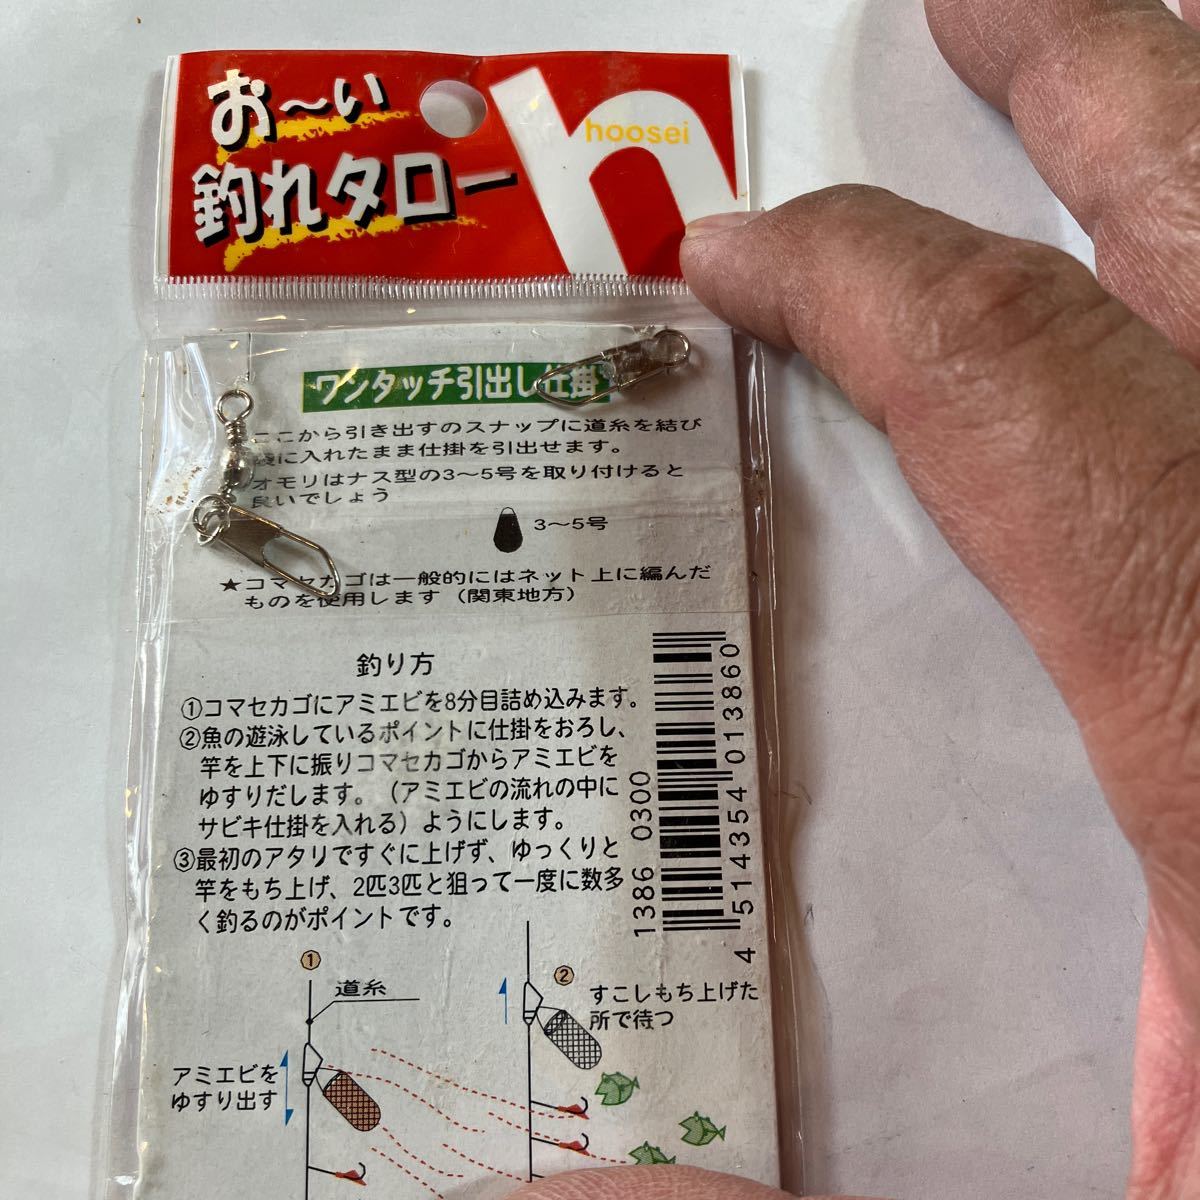 お～い
釣れタロー
hoosei
ワンタッチ引出し仕掛
ここから引き出すのスナップに道糸を結び
袋に入れたまま仕掛を引出せます。
オモリはナス型の3～5号を取り付けると
良いでしょう
3～5号
★コマセカゴは一般的にはネット上に編んだ
ものを使用します（関東地方）
釣り方
①コマセカゴにアミエビを8分目詰め込みます。
②魚の遊泳しているポイントに仕掛をおろし、
竿を上下に振りコマセカゴからアミエビを
ゆすりだします。（アミエビの流れの中に
サビキ仕掛を入れる）ようにします。
③最初のアタリですぐに上げず、ゆっくりと
竿をもち上げ、2匹3匹と狙って一度に数多
く釣るのがポイントです。
1386 0300
4 514354 013860
①
道糸
アミエビを
ゆすり出す
②
すこしもち上げた
所で待つ